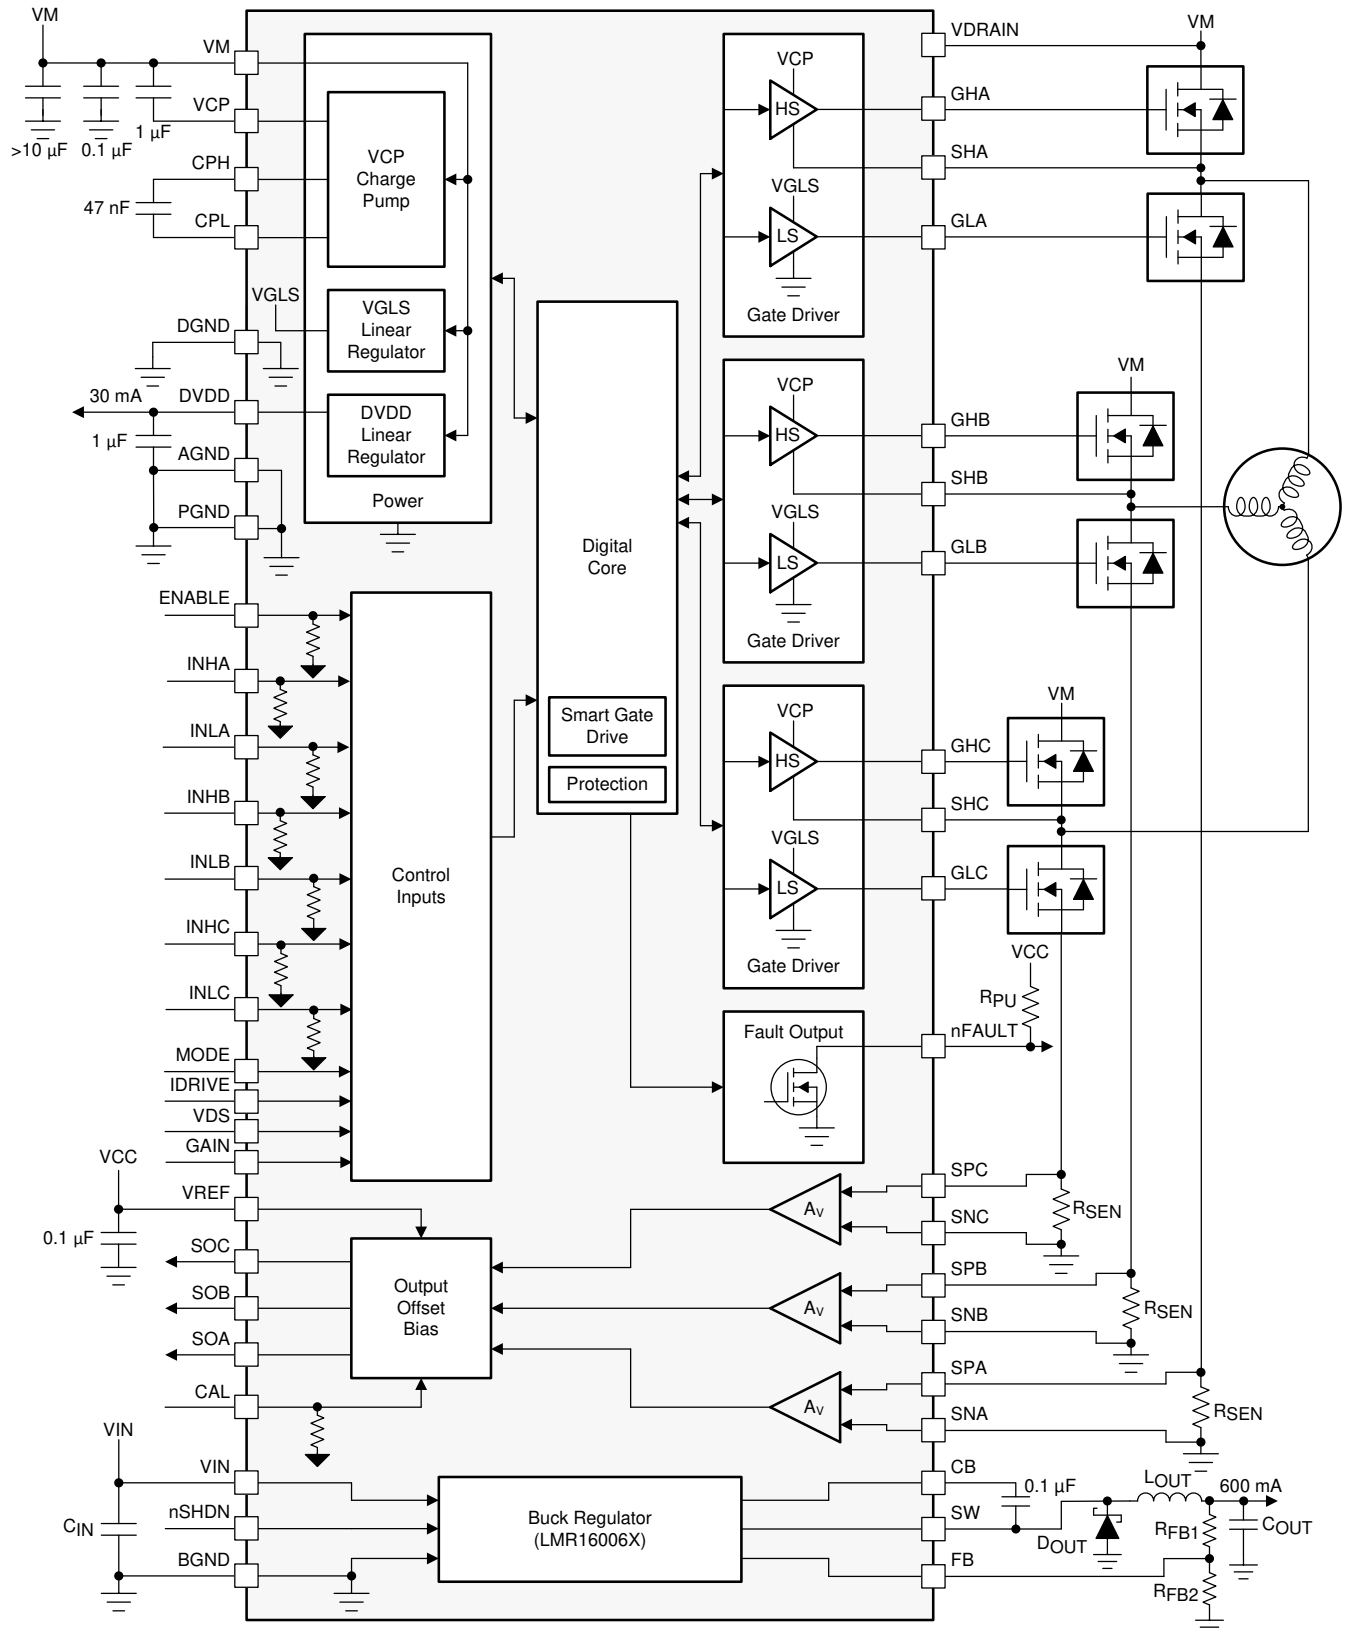 VM
VM
VCP
>10 µF
0.1 µF
1 µF
CPH
47 nF
CPL
VGLS
DGND
30 mA
DVDD
1 µF
AGND
PGND
ENABLE
INHA
INLA
INHB
INLB
INHC
INLC
MODE
IDRIVE
VDS
GAIN
VCC
VREF
0.1 µF
SOC
SOB
SOA
CAL
VIN
VIN
nSHDN
CIN
BGND
VCP
Charge
Pump
VGLS
Linear
Regulator
DVDD
Linear
Regulator
Power
Control
Inputs
Output
Offset
Bias
Digital
Core
Smart Gate
Drive
Protection
VCP
HS
VGLS
LS
Gate Driver
VCP
HS
VGLS
LS
Gate Driver
VCP
HS
VGLS
LS
Gate Driver
Fault Output
AV
AV
AV
Buck Regulator
(LMR16006X)
VDRAIN
VM
GHA
SHA
GLA
VM
GHB
SHB
GLB
VM
GHC
SHC
GLC
VCC
RPU
nFAULT
SPC
SNC
RSEN
SPB
SNB
RSEN
SPA
SNA
RSEN
CB
0.1 µF
SW
FB
DOUT
LOUT
600 mA
RFB1
COUT
RFB2